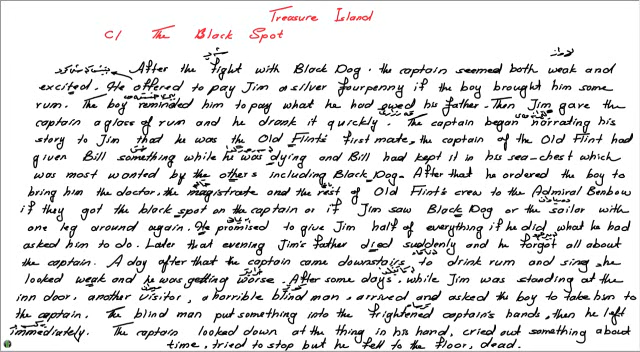 Treasure Island
C/ The Black Spot
After the fight with Black Dog. the captain seemed both weak and
excited. He offered to pay Jim a silver fourpenny if the boy brought him some
rum. The boy reminded him to pay what he had owed his father. Then Jim gave the
captain a glass of rum and he drank it quickly. The captain began norrating his
story to Jim that he was the Old Flint's first mate, the captain of the Old Flint had
given Bill something while he was dying and Bill had kept it in his sea-chest which
was most wanted by the others including Black Dog. After that he ordered the boy to
bring him the doctor, the magistrate and the rest of Old Flint's crew to the Admiral Benbow
if they got the black spot on the captain or if Jim saw Black Dog or the sailor with
one leg around again. He promised to give Jim half of everything if he did what he had
asked him to do. Later that evening Jim's father died suddenly and he forgot all about
the captain. A day after that the captain came downstairs to drink rum and sing, he
looked weak and he was getting worse. After some days, while Jim was standing at the
inn door, another visitor, a horrible blind man, arrived and asked the boy to take him to
the captain. The blind man put something into the frightened captain's hands, then he left
immediately. The captain looked down at the thing in his hand, cried out something about
time, tried to stop but he fell to the floor, dead.